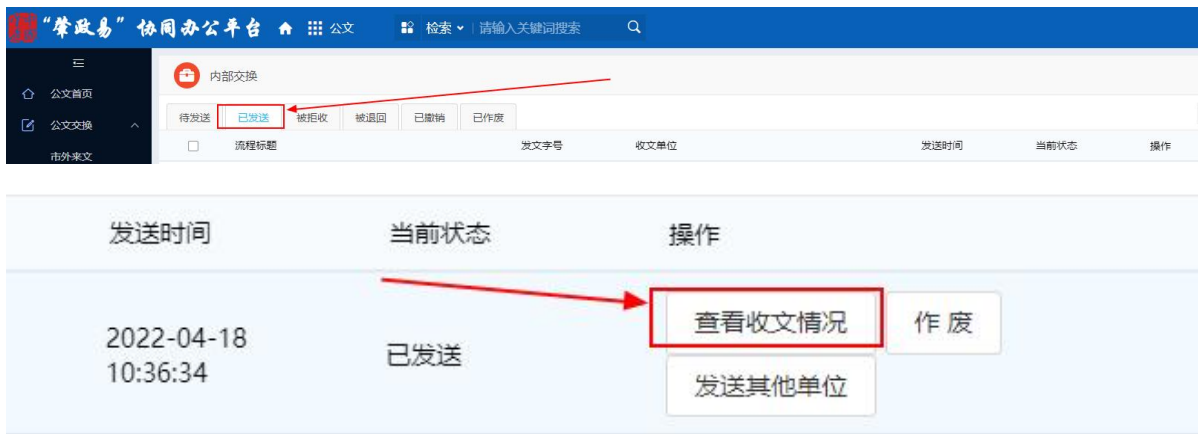 “肇政易”协同办公平台 公文 检索 请输入关键词搜索
内部交换
公文首页
待发送 已发送 被拒收 被退回 已撤销 已作废
公文交换
流程标题 发文字号 收文单位 发送时间 当前状态 操作
市外来文
发送时间 当前状态 操作
2022-04-18
10:36:34
已发送
查看收文情况 作废
发送其他单位